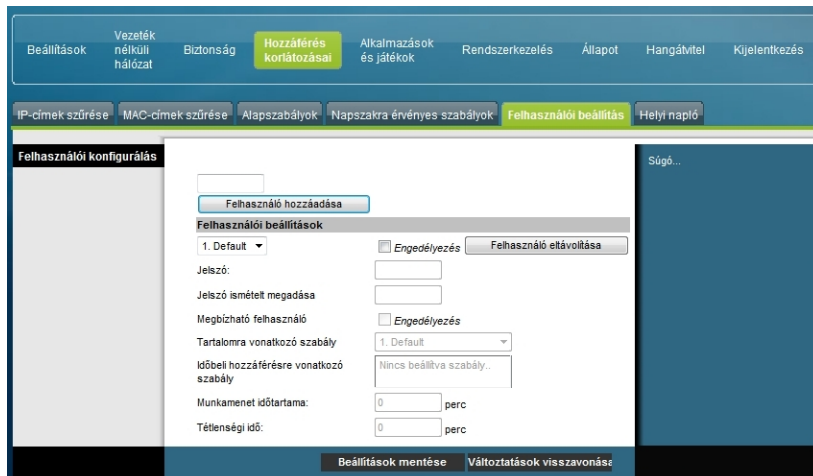 Beállítások
Vezeték
nélküli
hálózat
Biztonság
Hozzáférés
korlátozásai
Alkalmazások
és játékok
Rendszerkezelés
Állapot
Hangátvitel
Kijelentkezés
IP-címek szűrése
MAC-címek szűrése
Alapszabályok
Napszakra érvényes szabályok
Felhasználói beállítás
Helyi napló
Felhasználói konfigurálás
Súgó...
Felhasználó hozzáadása
Felhasználói beállítások
1. Default
Engedélyezés
Felhasználó eltávolítása
Jelszó:
Jelszó ismételt megadása
Megbízható felhasználó
Engedélyezés
Tartalomra vonatkozó szabály
1. Default
Időbeli hozzáférésre vonatkozó
szabály
Nincs beállítva szabály..
Munkamenet időtartama:
0
perc
Tétlenségi idő:
0
perc
Beállítások mentése
Változtatások visszavonása